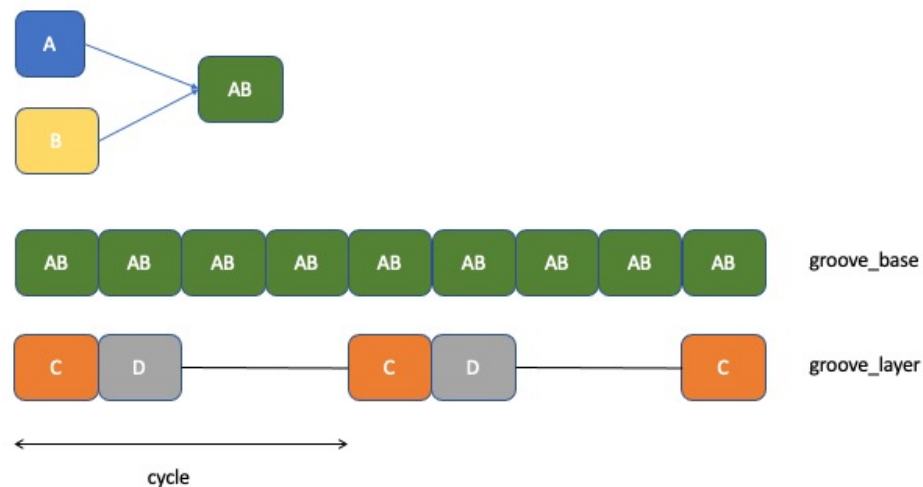 A
AB
B
AB AB AB AB AB AB AB AB AB groove_base
C D C D C groove_layer
cycle